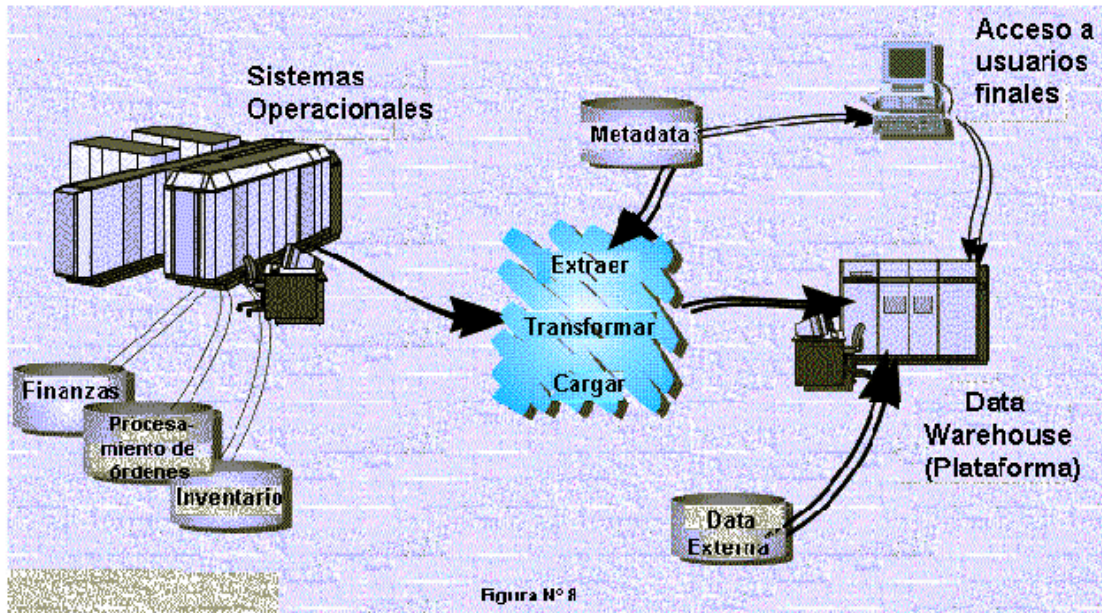 Sistemas
Operacionales
Finanzas
Procesa-
miento de
órdenes
Inventario
Metadata
Extraer
Transformar
Cargar
Acceso a
usuarios
finales
Data
Warehouse
(Plataforma)
Data
Externa
Figura Nº 8